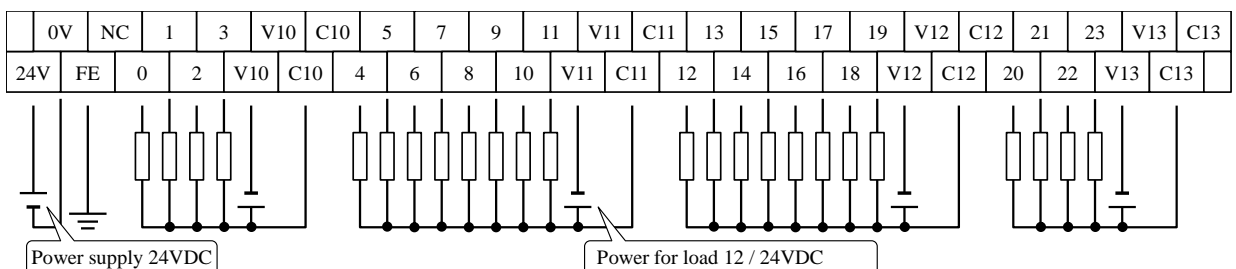 0V NC 1 3 V10 C10 5 7 9 11 V11 C11 13 15 17 19 V12 C12 21 23 V13 C13
24V FE 0 2 V10 C10 4 6 8 10 V11 C11 12 14 16 18 V12 C12 20 22 V13 C13
Power supply 24VDC
Power for load 12 / 24VDC